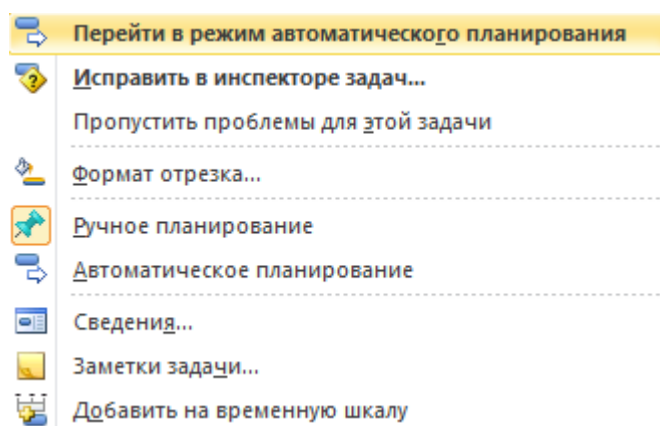 Перейти в режим автоматического планирования
Исправить в инспекторе задач...
Пропустить проблемы для этой задачи
Формат отрезка...
Ручное планирование
Автоматическое планирование
Сведения...
Заметки задачи...
Добавить на временную шкалу